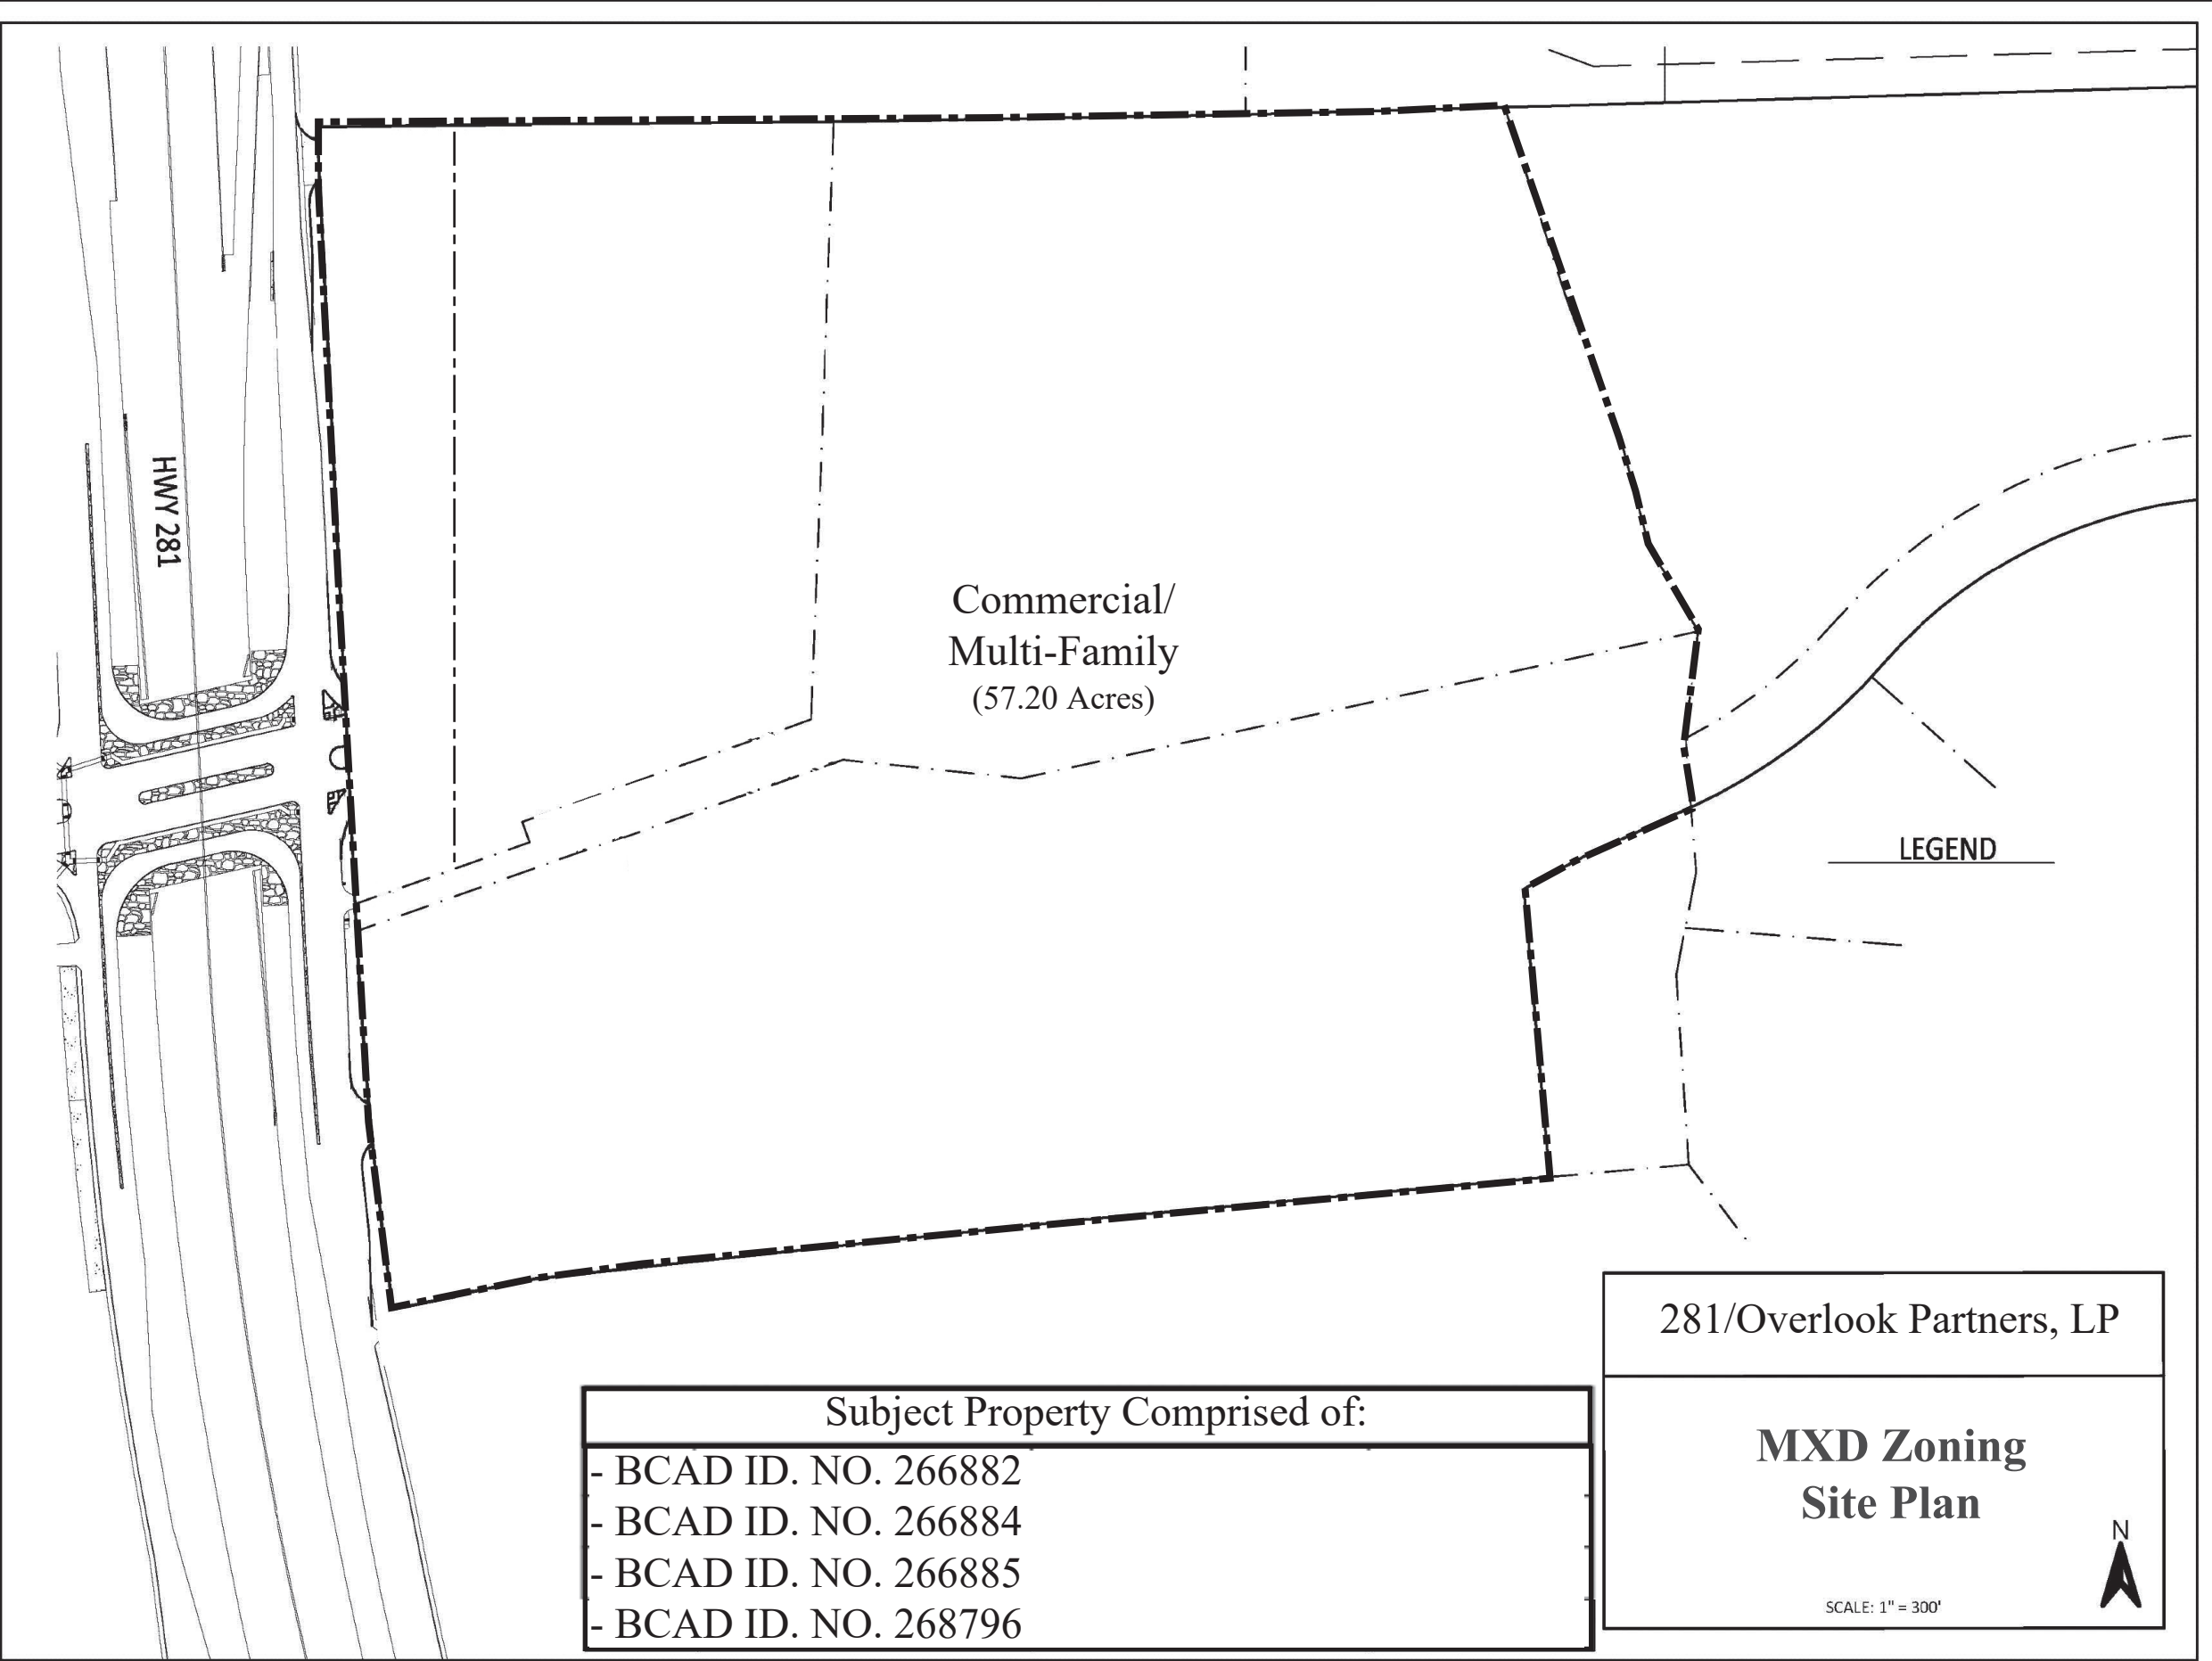 HWY 281
Commercial/
Multi-Family
(57.20 Acres)
LEGEND
281/Overlook Partners, LP
MXD Zoning
Site Plan
N
SCALE: 1" = 300'
Subject Property Comprised of:
- BCAD ID. NO. 266882
- BCAD ID. NO. 266884
- BCAD ID. NO. 266885
- BCAD ID. NO. 268796